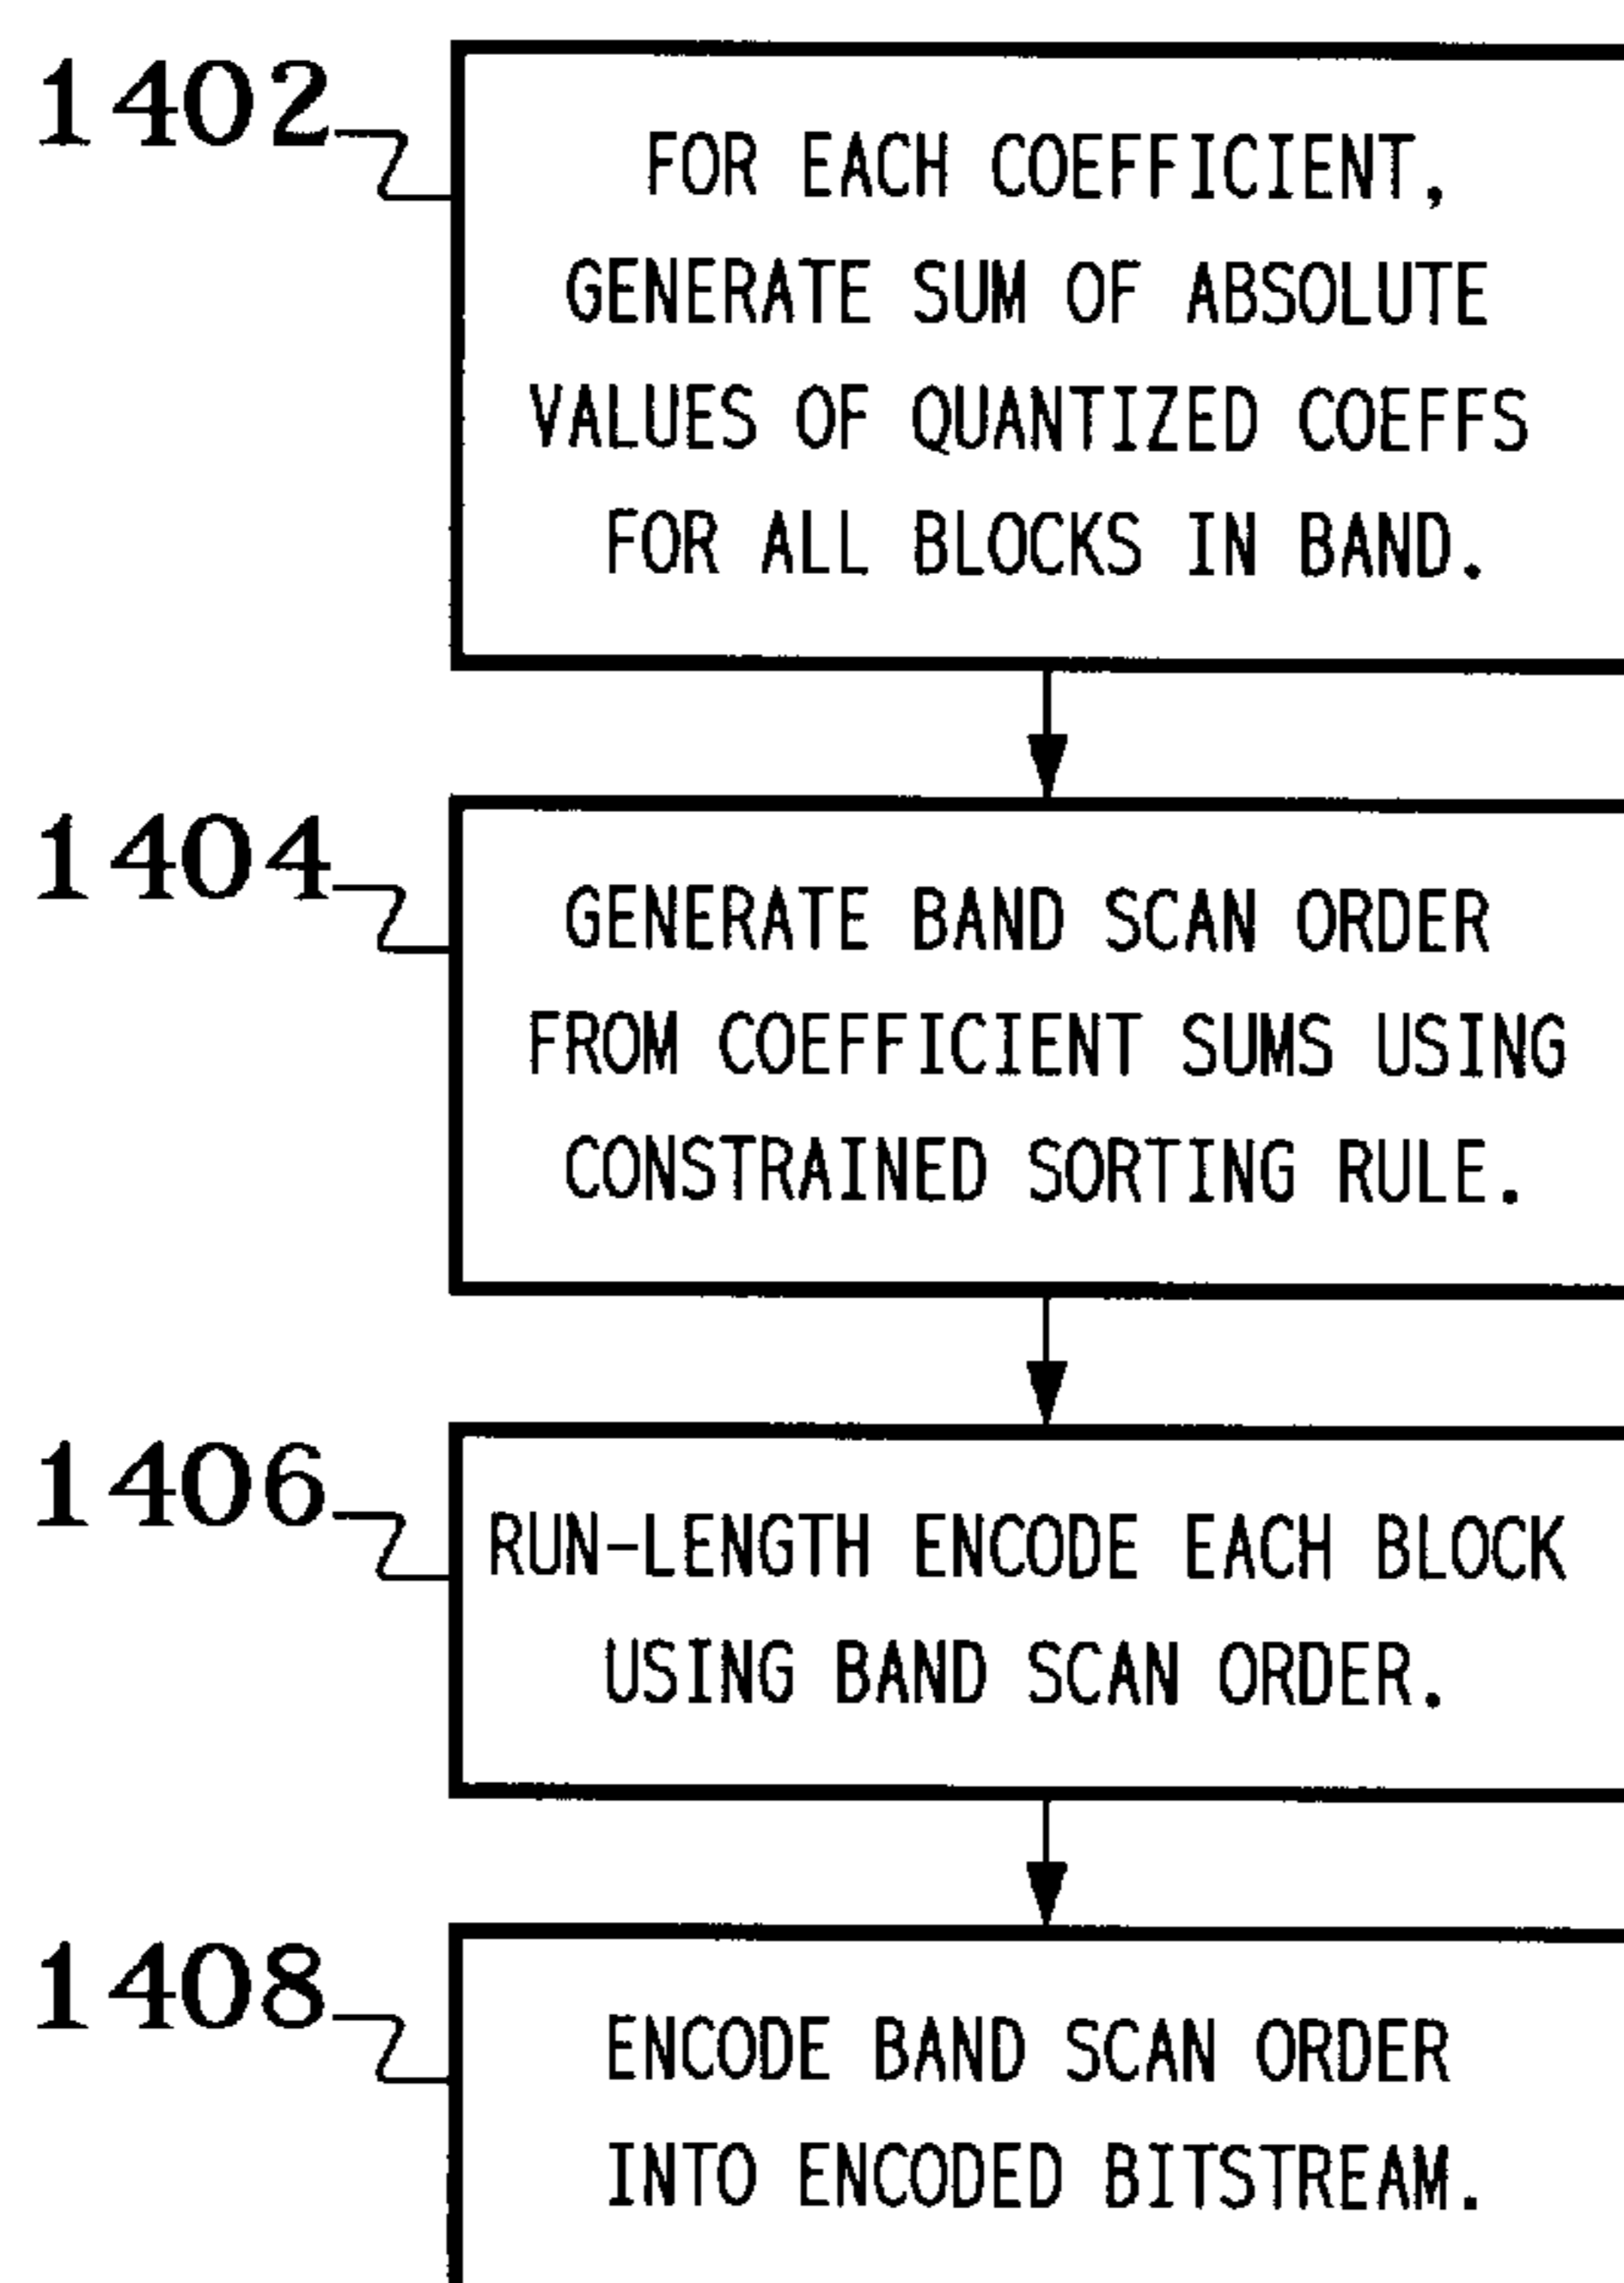 1402
FOR EACH COEFFICIENT,
GENERATE SUM OF ABSOLUTE
VALUES OF QUANTIZED COEFFS
FOR ALL BLOCKS IN BAND.
1404
GENERATE BAND SCAN ORDER
FROM COEFFICIENT SUMS USING
CONSTRAINED SORTING RULE.
1406
RUN-LENGTH ENCODE EACH BLOCK
USING BAND SCAN ORDER.
1408
ENCODE BAND SCAN ORDER
INTO ENCODED BITSTREAM.